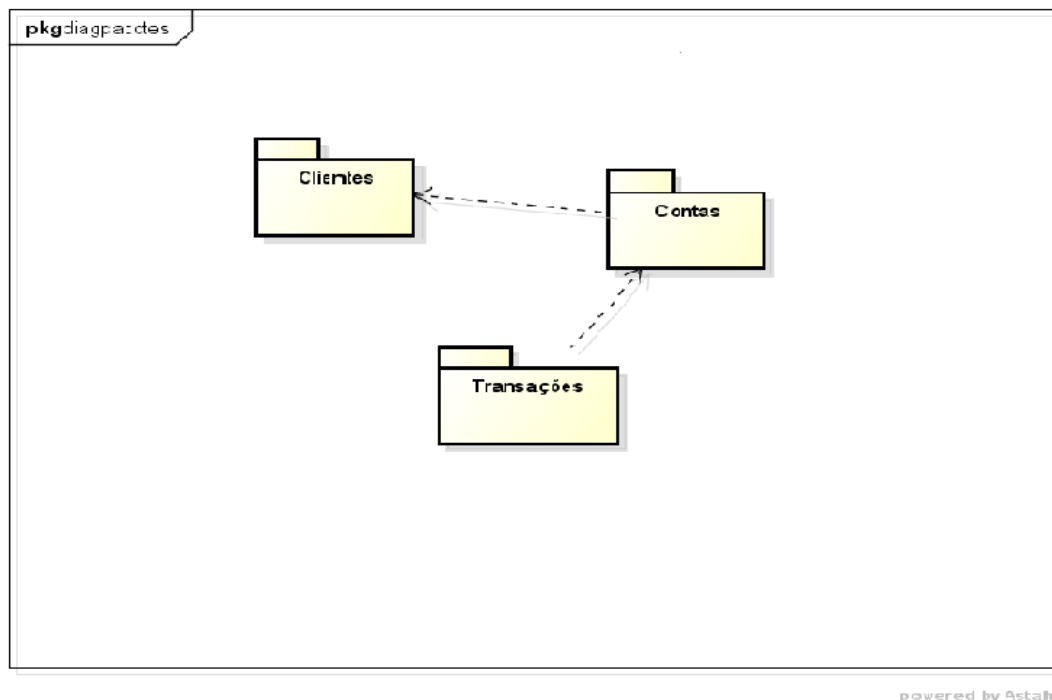 pkg
Clientes
Contas
Transações
powered by Astah